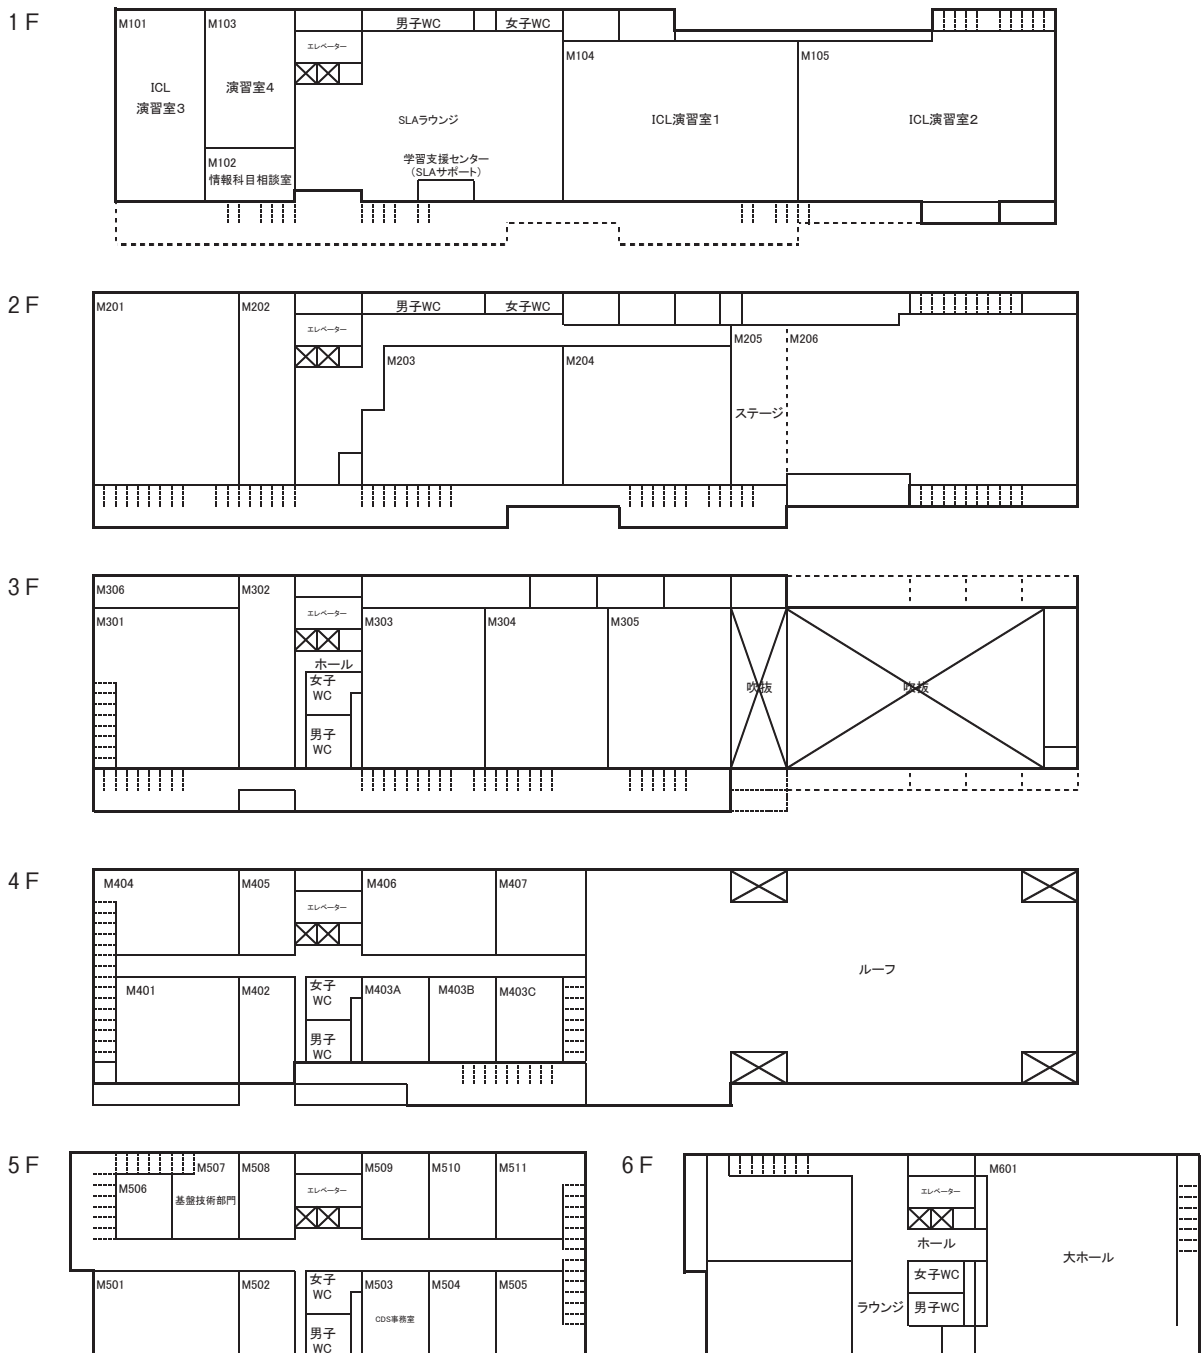 1F
M101
M103
男子WC
女子WC
エレベーター
M104
M105
ICL
演習室3
演習室4
SLAラウンジ
ICL演習室1
ICL演習室2
M102
情報科目相談室
学習支援センター
(SLAサポート)
2F
M201
M202
男子WC
女子WC
エレベーター
M203
M204
M205
M206
ステージ
3F
M306
M302
エレベーター
M301
M303
M304
M305
ホール
女子
WC
男子
WC
吹抜
吹抜
4F
M404
M405
エレベーター
M406
M407
ルーフ
M401
M402
女子
WC
男子
WC
M403A
M403B
M403C
5F
M507
M508
M509
M510
M511
M506
基盤技術部門
エレベーター
M501
M502
女子
WC
男子
WC
M503
CDS事務室
M504
M505
6F
M601
エレベーター
ホール
大ホール
女子WC
ラウンジ
男子WC